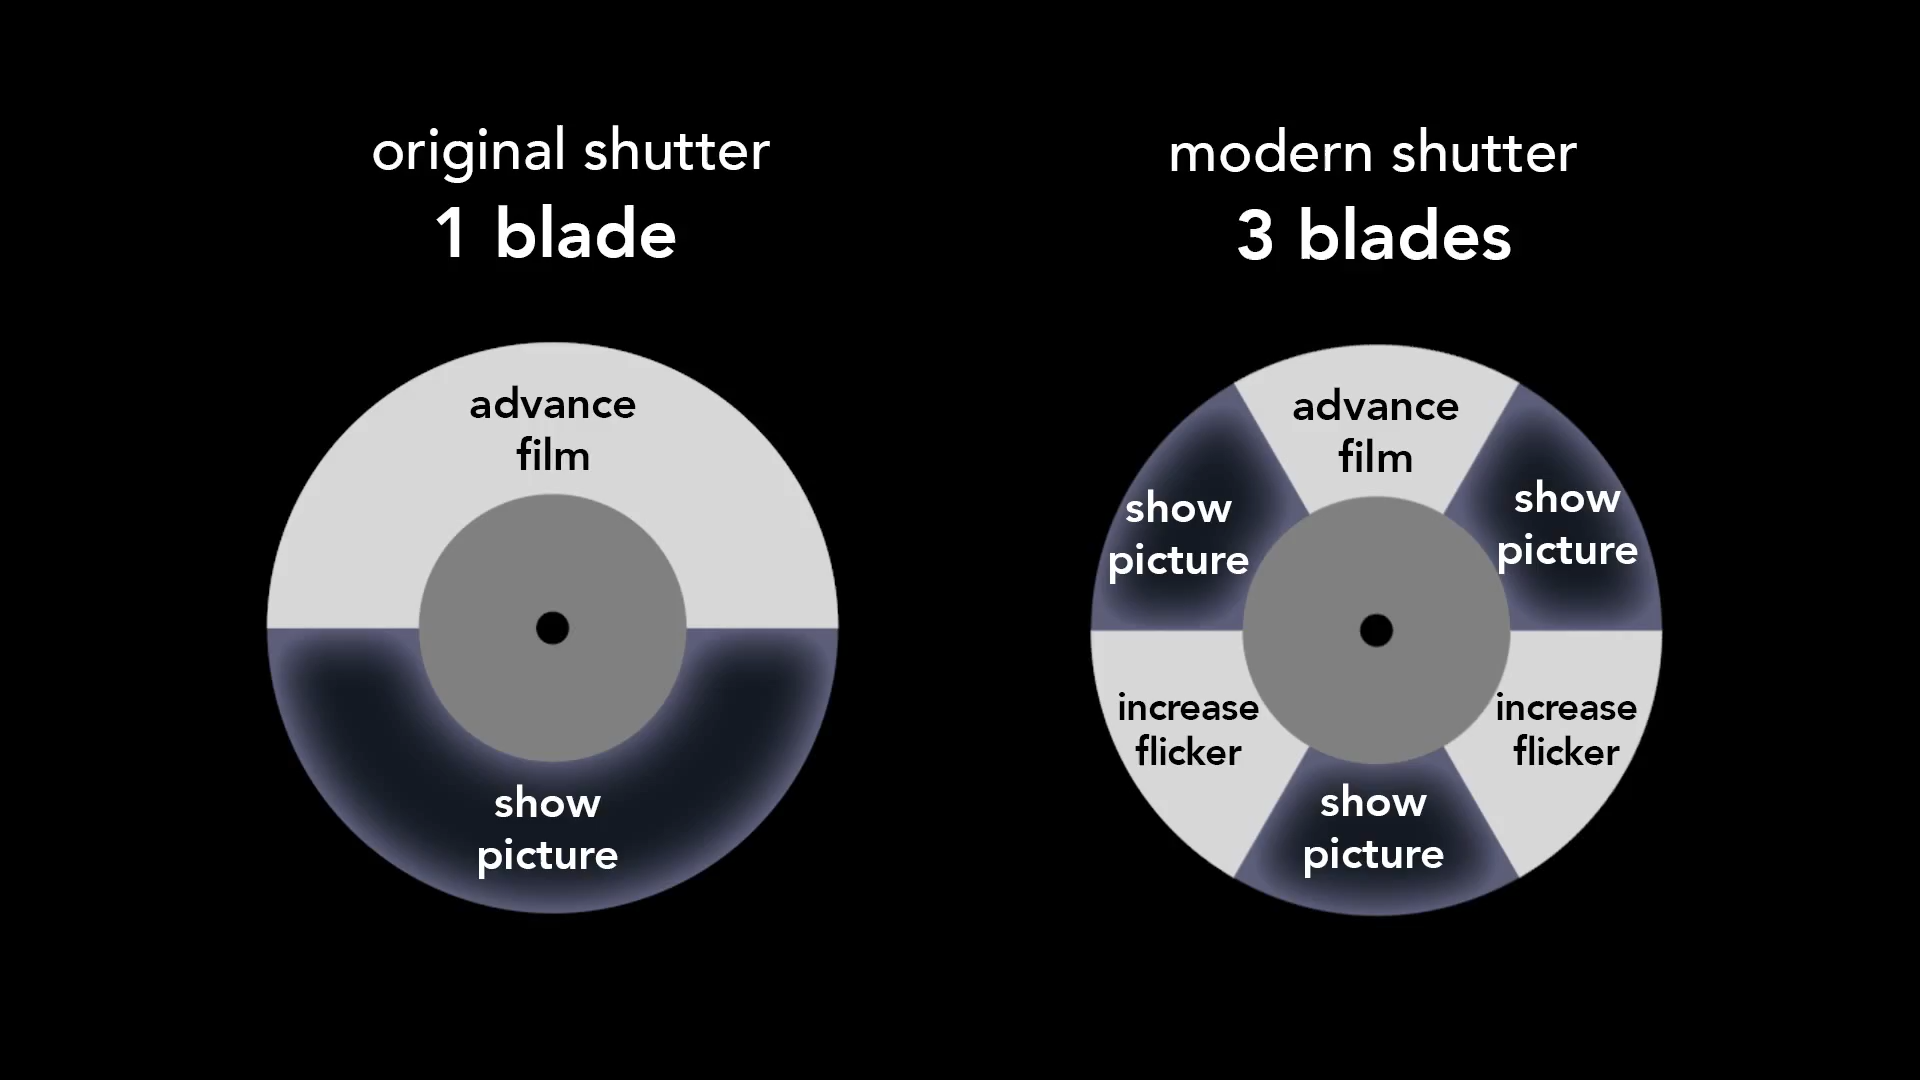 original shutter
1 blade
advance
film
show
picture
modern shutter
3 blades
advance
film
show
picture
show
picture
increase
flicker
increase
flicker
show
picture